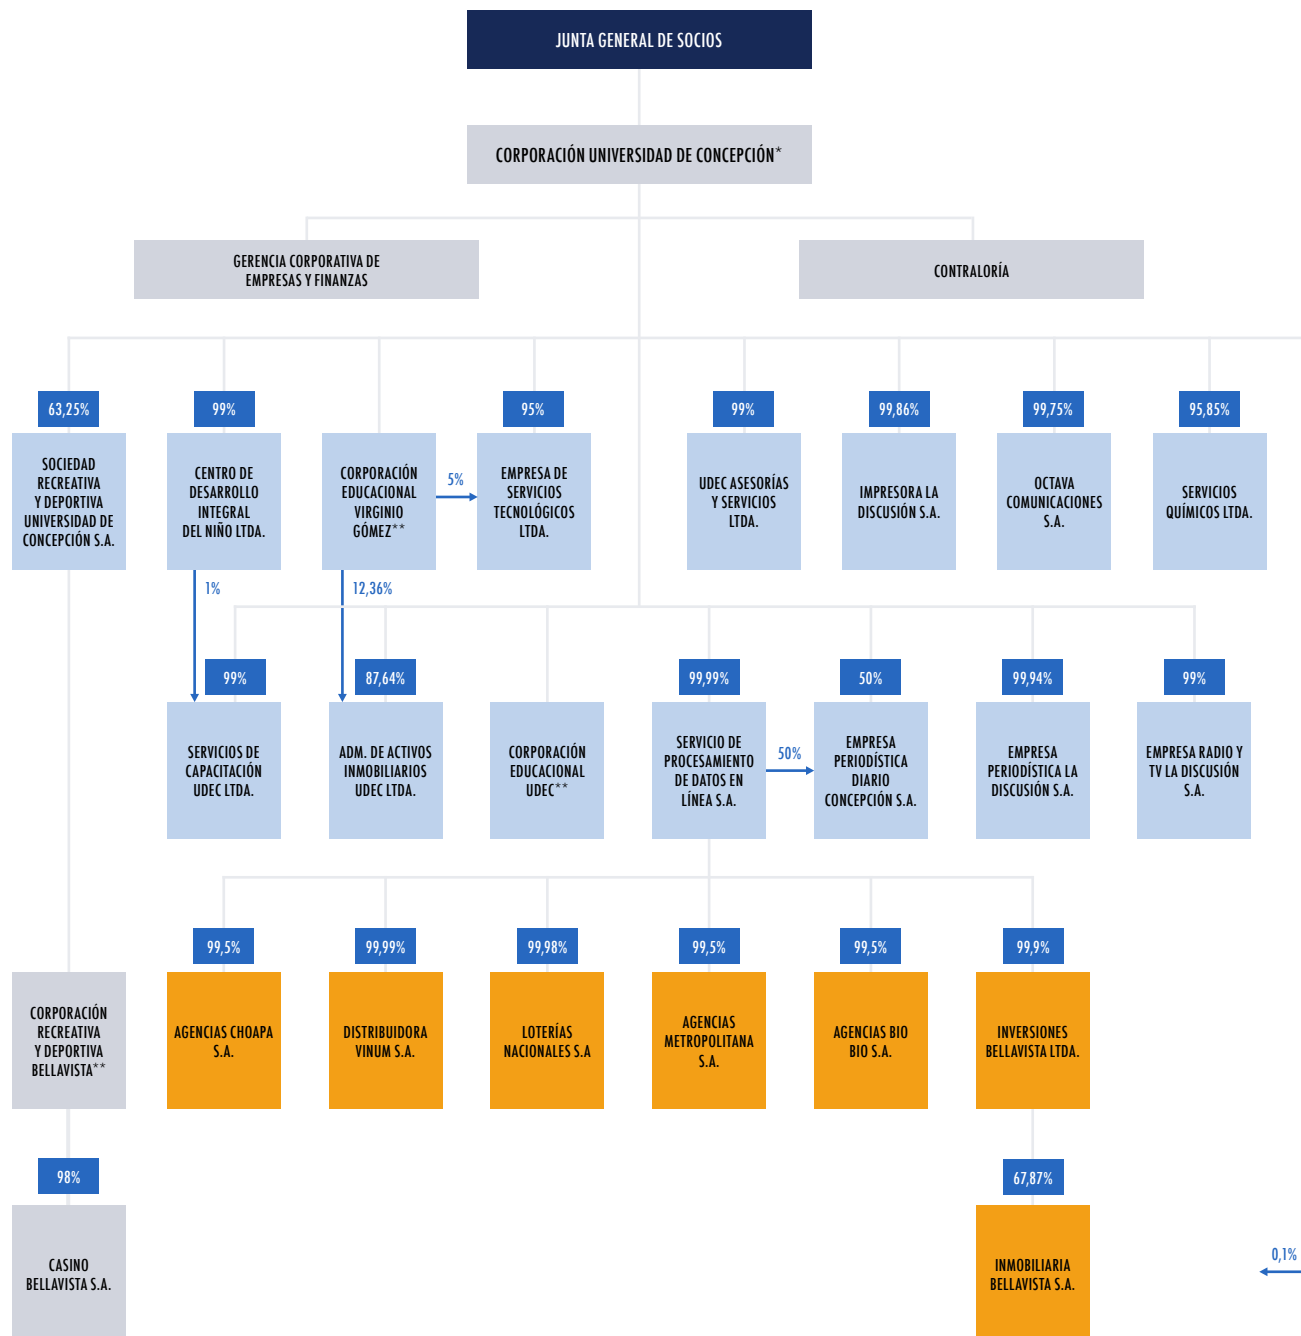 JUNTA GENERAL DE SOCIOS
CORPORACIÓN UNIVERSIDAD DE CONCEPCIÓN*
GERENCIA CORPORATIVA DE
EMPRESAS Y FINANZAS
CONTRALORÍA
63,25%
99%
95%
99%
99,86%
99,75%
95,85%
SOCIEDAD
RECREATIVA
Y DEPORTIVA
UNIVERSIDAD DE
CONCEPCIÓN S.A.
CENTRO DE
DESARROLLO
INTEGRAL
DEL NIÑO LTDA.
CORPORACIÓN
EDUCACIONAL
VIRGINIO
GÓMEZ**
5%
EMPRESA DE
SERVICIOS
TECNOLÓGICOS
LTDA.
UDEC ASESORÍAS
Y SERVICIOS
LTDA.
IMPRESORA LA
DISCUSIÓN S.A.
OCTAVA
COMUNICACIONES
S.A.
SERVICIOS
QUÍMICOS LTDA.
1%
12,36%
99%
87,64%
99,99%
50%
99,94%
99%
SERVICIOS DE
CAPACITACIÓN
UDEC LTDA.
ADM. DE ACTIVOS
INMOBILIARIOS
UDEC LTDA.
CORPORACIÓN
EDUCACIONAL
UDEC**
SERVICIO DE
PROCESAMIENTO
DE DATOS EN
LÍNEA S.A.
50%
EMPRESA
PERIODÍSTICA
DIARIO
CONCEPCIÓN S.A.
EMPRESA
PERIODÍSTICA LA
DISCUSIÓN S.A.
EMPRESA RADIO Y
TV LA DISCUSIÓN
S.A.
99,5%
99,99%
99,98%
99,5%
99,5%
99,9%
CORPORACIÓN
RECREATIVA
Y DEPORTIVA
BELLAVISTA**
AGENCIAS CHOAPA
S.A.
DISTRIBUIDORA
VINUM S.A.
LOTERÍAS
NACIONALES S.A
AGENCIAS
METROPOLITANA
S.A.
AGENCIAS BIO
BIO S.A.
INVERSIONES
BELLAVISTA LTDA.
98%
67,87%
CASINO
BELLAVISTA S.A.
INMOBILIARIA
BELLAVISTA S.A.
0,1%